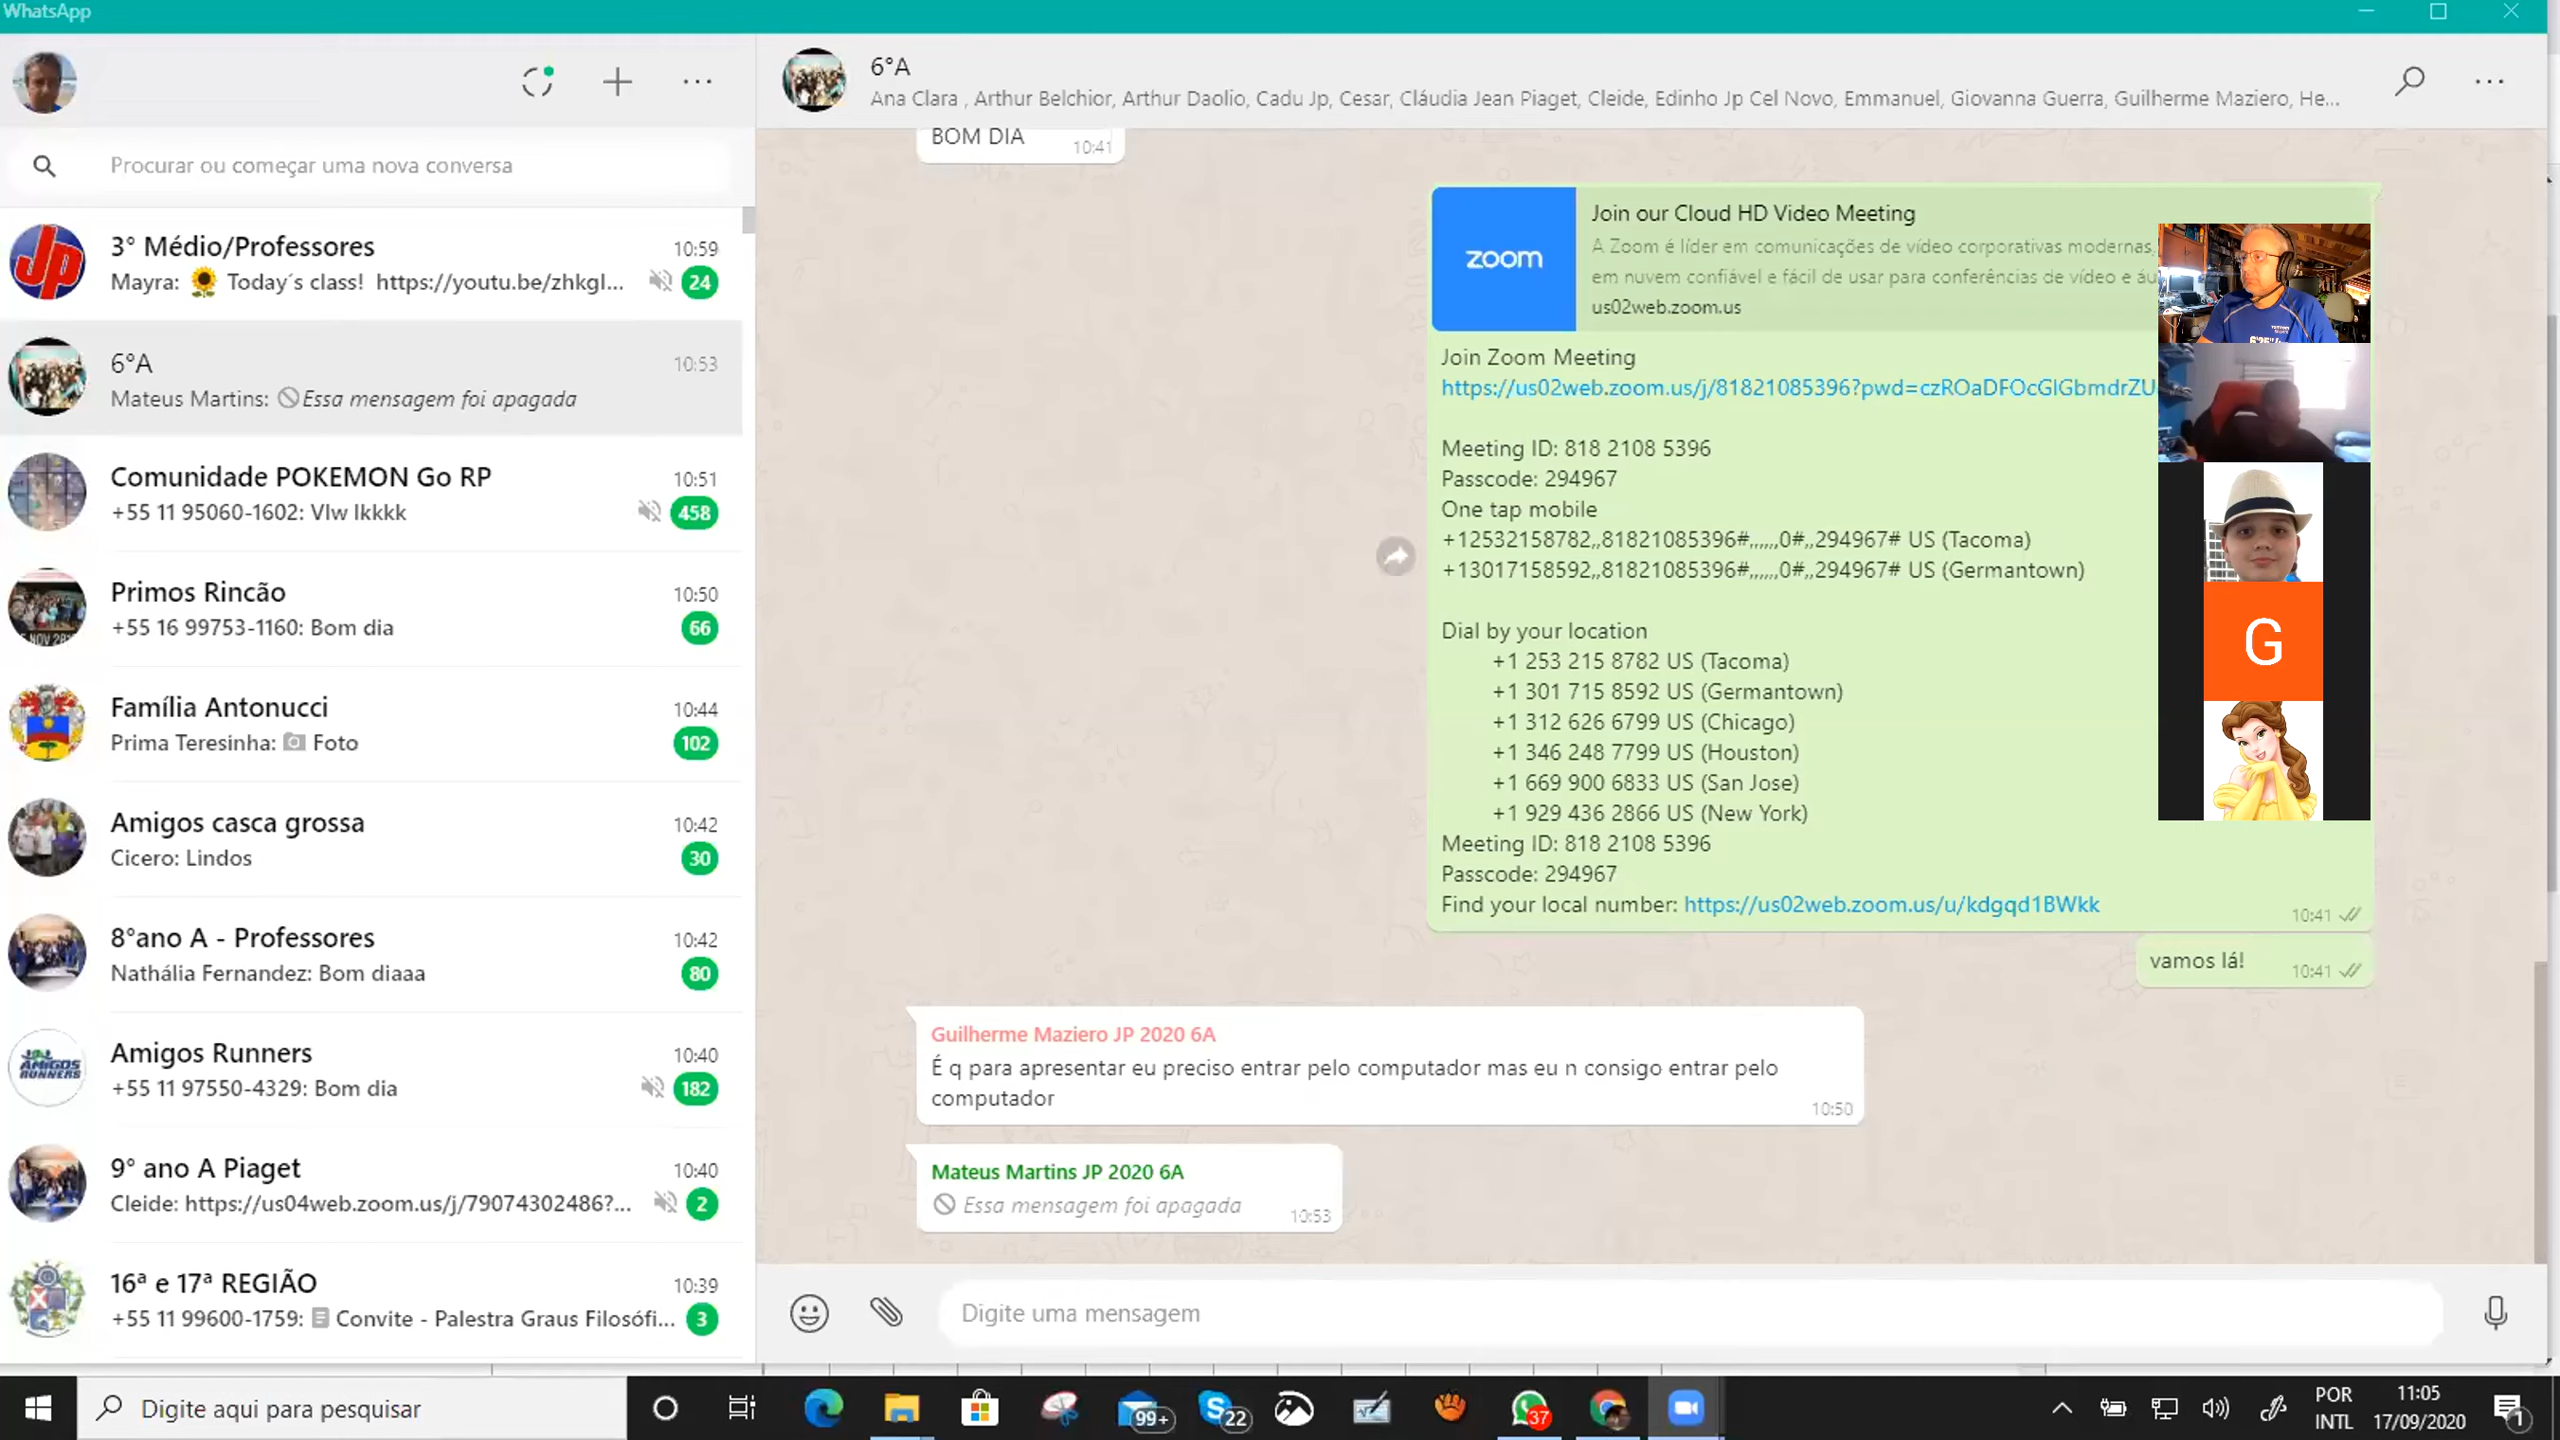 WhatsApp
Procurar ou começar uma nova conversa
3° Médio/Professores
10:59
Mayra: 🌻 Today´s class! https://youtu.be/zhkgl...
24
6°A
10:53
Mateus Martins: Essa mensagem foi apagada
Comunidade POKEMON Go RP
10:51
+55 11 95060-1602: Vlw lkkkk
458
Primos Rincão
10:50
+55 16 99753-1160: Bom dia
66
Família Antonucci
10:44
Prima Teresinha: Foto
102
Amigos casca grossa
10:42
Cicero: Lindos
30
8°ano A - Professores
10:42
Nathália Fernandez: Bom diaaa
80
Amigos Runners
10:40
+55 11 97550-4329: Bom dia
182
9° ano A Piaget
10:40
Cleide: https://us04web.zoom.us/j/79074302486?...
2
16ª e 17ª REGIÃO
10:39
+55 11 99600-1759: Convite - Palestra Graus Filosófi...
3
6°A
Ana Clara , Arthur Belchior, Arthur Daolio, Cadu Jp, Cesar, Cláudia Jean Piaget, Cleide, Edinho Jp Cel Novo, Emmanuel, Giovanna Guerra, Guilherme Maziero, He...
BOM DIA
10:41
zoom
Join our Cloud HD Video Meeting
A Zoom é líder em comunicações de vídeo corporativas modernas,
em nuvem confiável e fácil de usar para conferências de vídeo e áu
us02web.zoom.us
Join Zoom Meeting
https://us02web.zoom.us/j/81821085396?pwd=czROaDFOcGlGbmdrZU
Meeting ID: 818 2108 5396
Passcode: 294967
One tap mobile
+12532158782,,81821085396#,,,,,,0#,,294967# US (Tacoma)
+13017158592,,81821085396#,,,,,,0#,,294967# US (Germantown)
Dial by your location
+1 253 215 8782 US (Tacoma)
+1 301 715 8592 US (Germantown)
+1 312 626 6799 US (Chicago)
+1 346 248 7799 US (Houston)
+1 669 900 6833 US (San Jose)
+1 929 436 2866 US (New York)
Meeting ID: 818 2108 5396
Passcode: 294967
Find your local number: https://us02web.zoom.us/u/kdgqd1BWkk
10:41
G
vamos lá!
10:41
Guilherme Maziero JP 2020 6A
É q para apresentar eu preciso entrar pelo computador mas eu n consigo entrar pelo
computador
10:50
Mateus Martins JP 2020 6A
Essa mensagem foi apagada
10:53
Digite uma mensagem
Digite aqui para pesquisar
99+
22
37
POR
INTL
11:05
17/09/2020
1